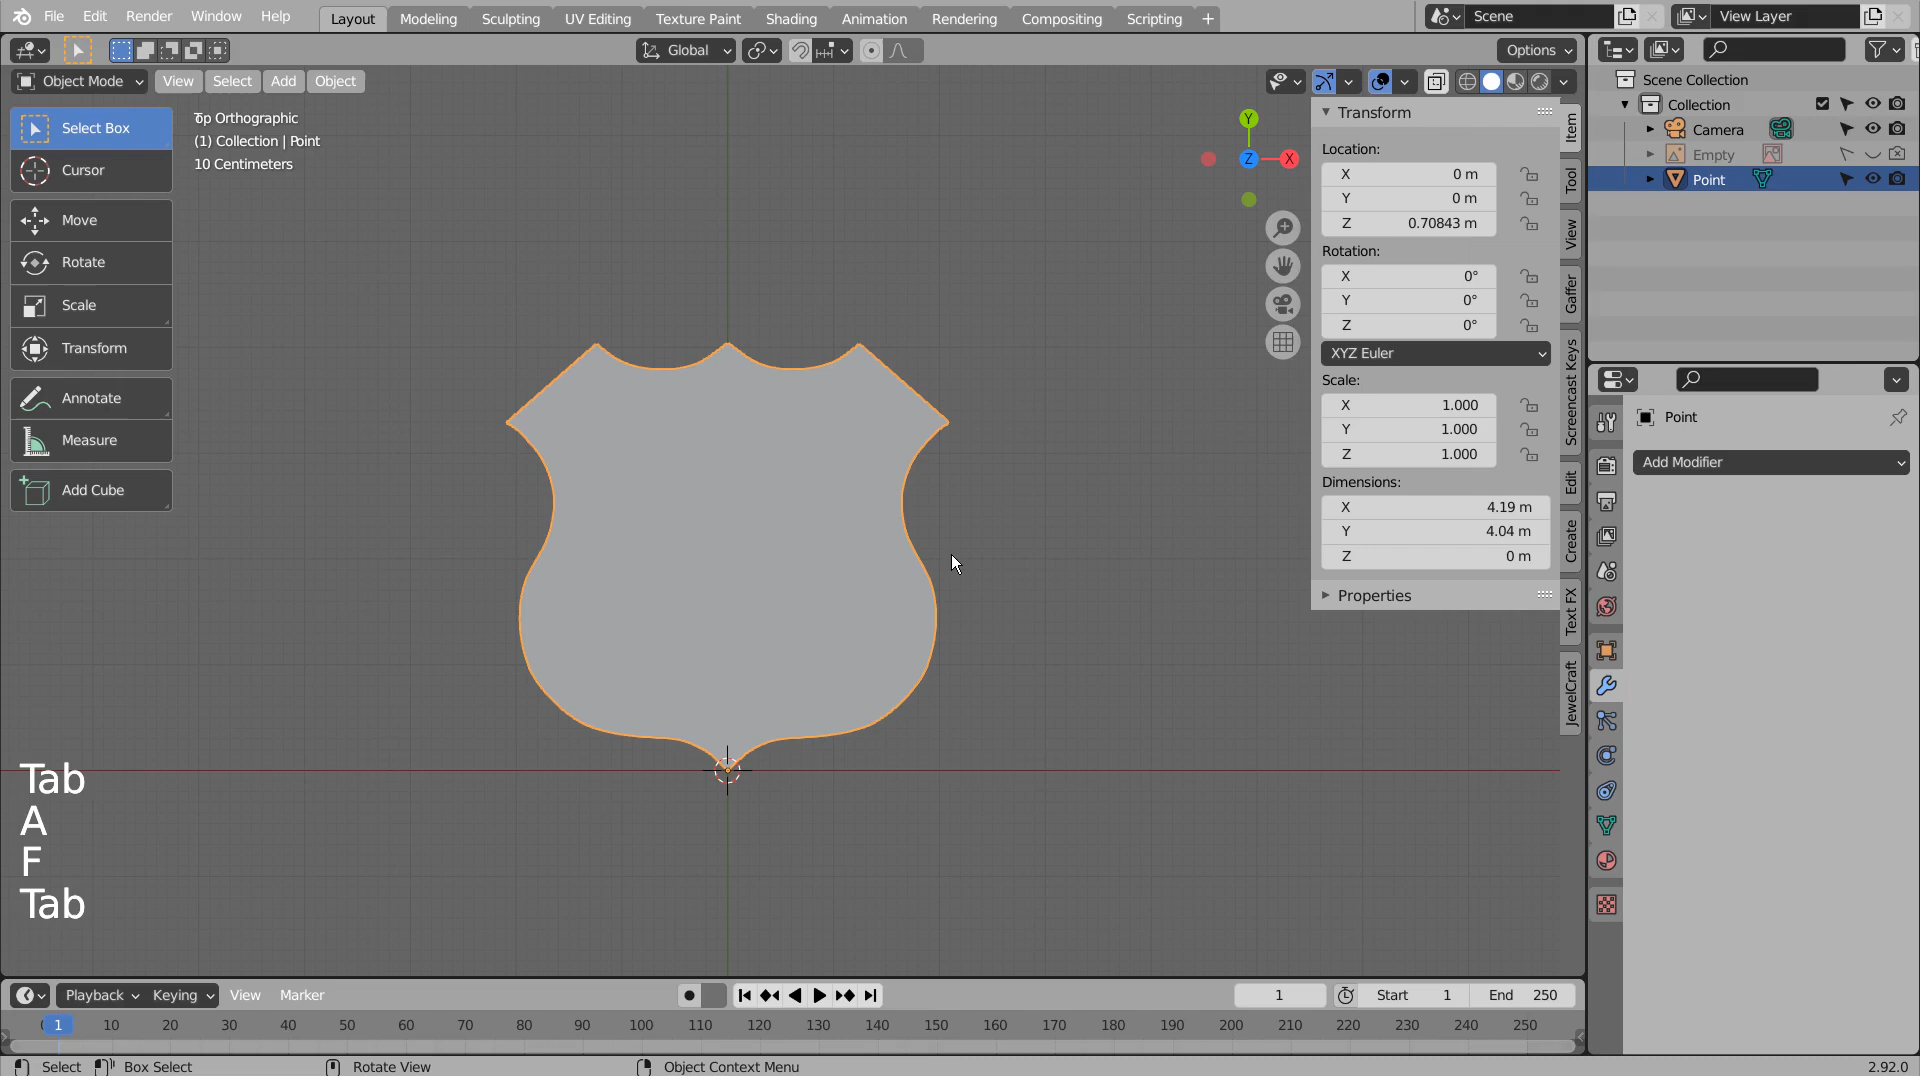 File Edit Render Window Help Layout Modeling Sculpting UV Editing Texture Paint Shading Animation Rendering Compositing Scripting + Scene View Layer
Global Options
Object Mode View Select Add Object
Scene Collection
Collection
Camera
Empty
Point
Select Box
Cursor
Move
Rotate
Scale
Transform
Annotate
Measure
Add Cube
Top Orthographic
(1) Collection | Point
10 Centimeters
Y
Z
X
Transform
Location:
X 0 m
Y 0 m
Z 0.70843 m
Rotation:
X 0°
Y 0°
Z 0°
XYZ Euler
Scale:
X 1.000
Y 1.000
Z 1.000
Dimensions:
X 4.19 m
Y 4.04 m
Z 0 m
Properties
Item
Tool
View
Gaffer
Screencast Keys
Edit
Create
Text FX
JewelCraft
Point
Add Modifier
Tab
A
F
Tab
Playback Keying View Marker 1 Start 1 End 250
1 10 20 30 40 50 60 70 80 90 100 110 120 130 140 150 160 170 180 190 200 210 220 230 240 250
Select Box Select Rotate View Object Context Menu 2.92.0